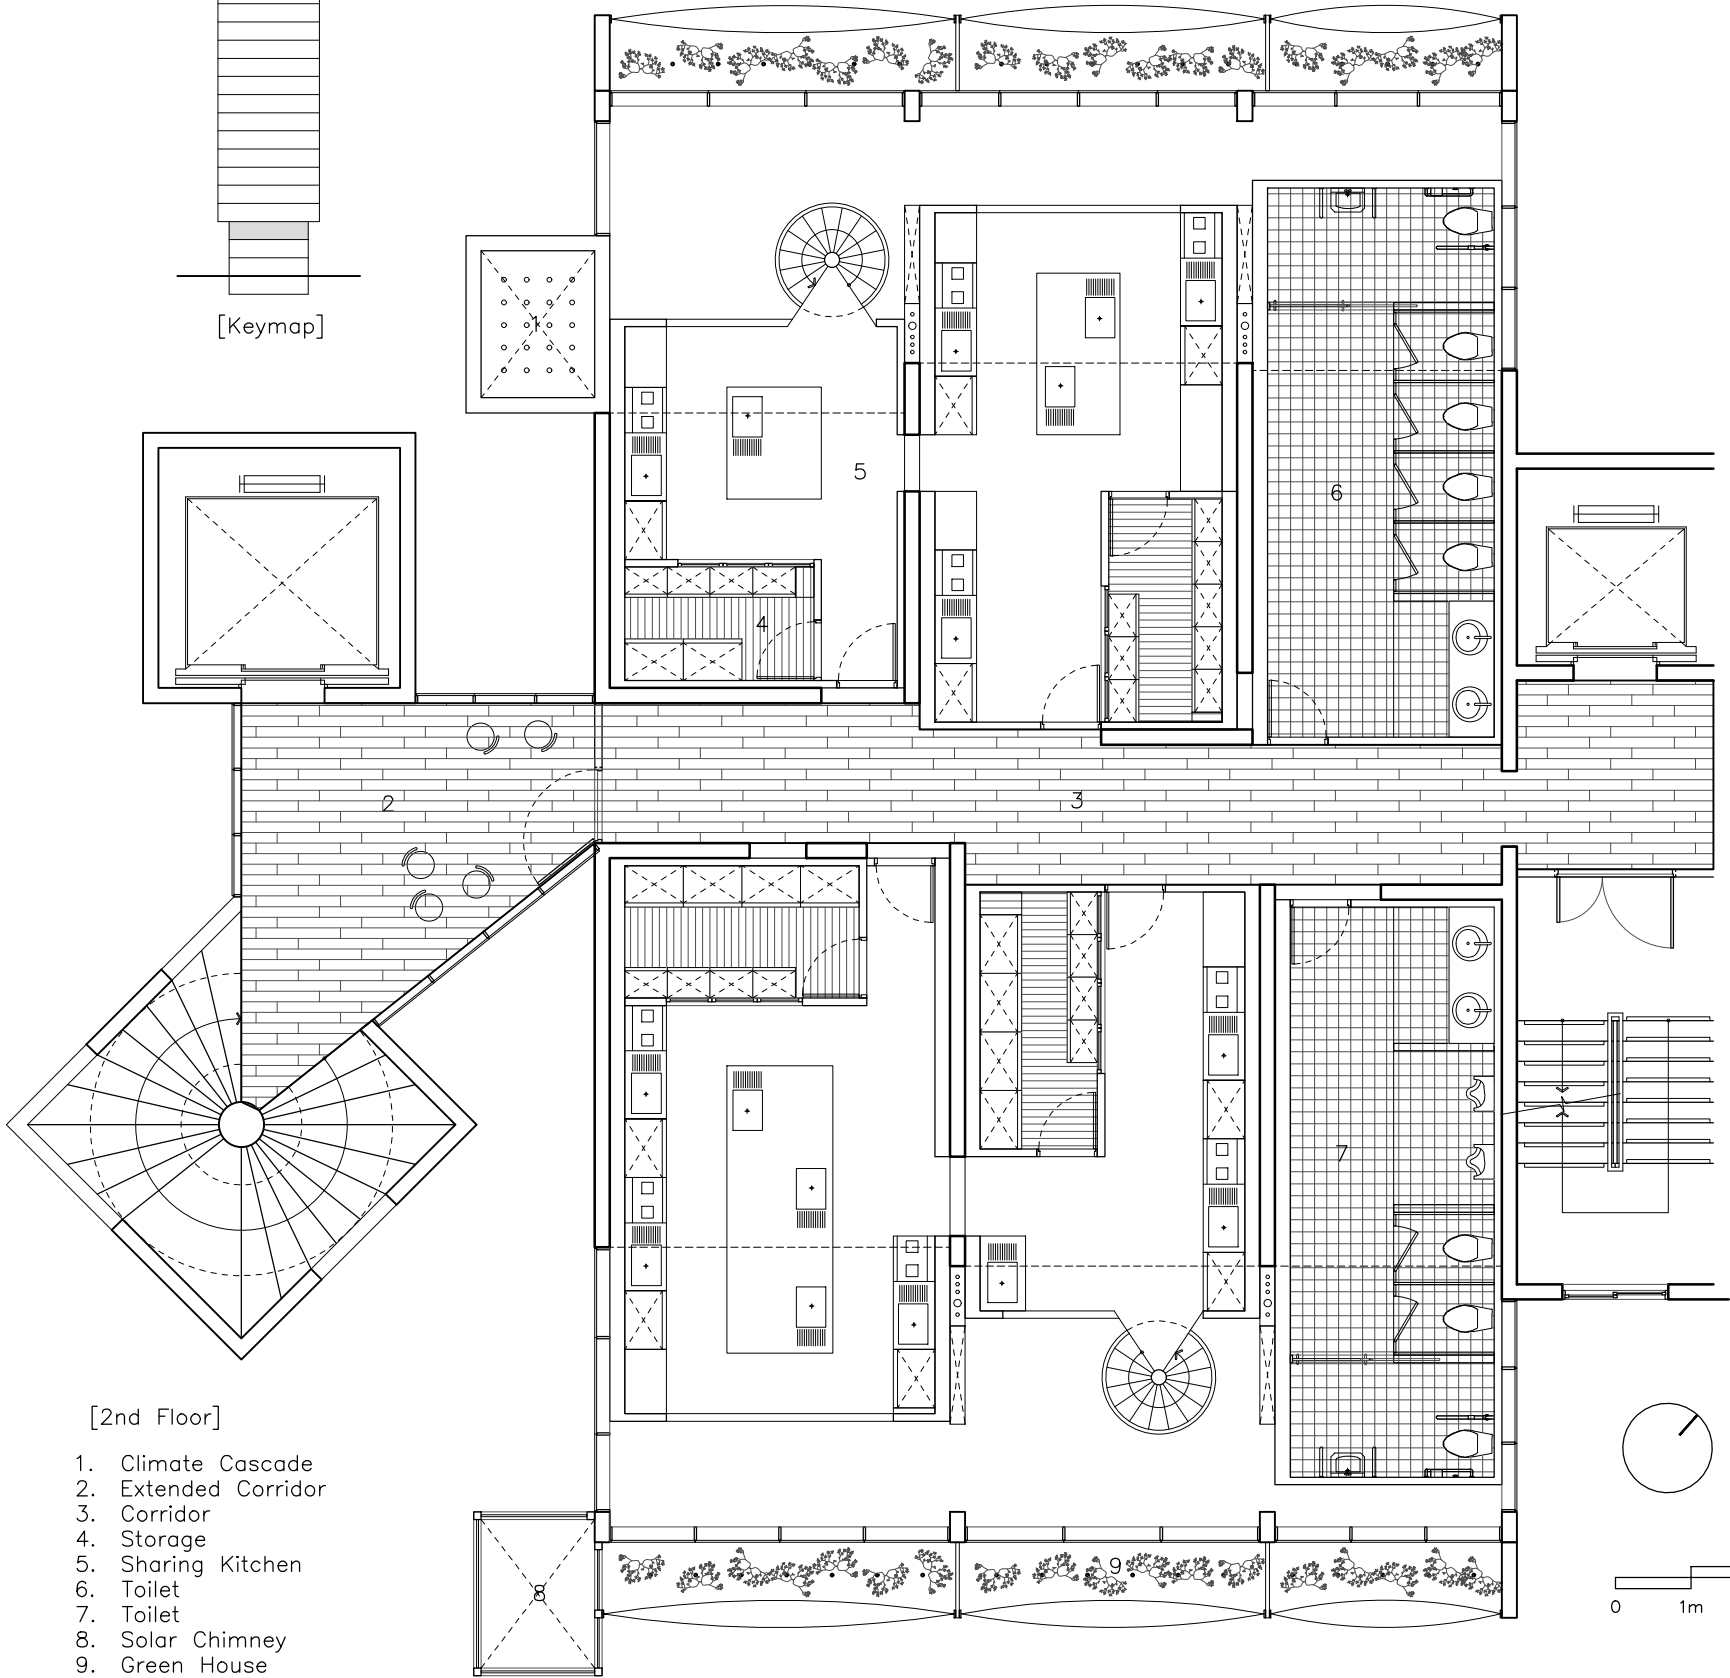 [Keymap]
1
5
6
4
2
3
7
9
8
[2nd Floor]
1. Climate Cascade
2. Extended Corridor
3. Corridor
4. Storage
5. Sharing Kitchen
6. Toilet
7. Toilet
8. Solar Chimney
9. Green House
0 1m